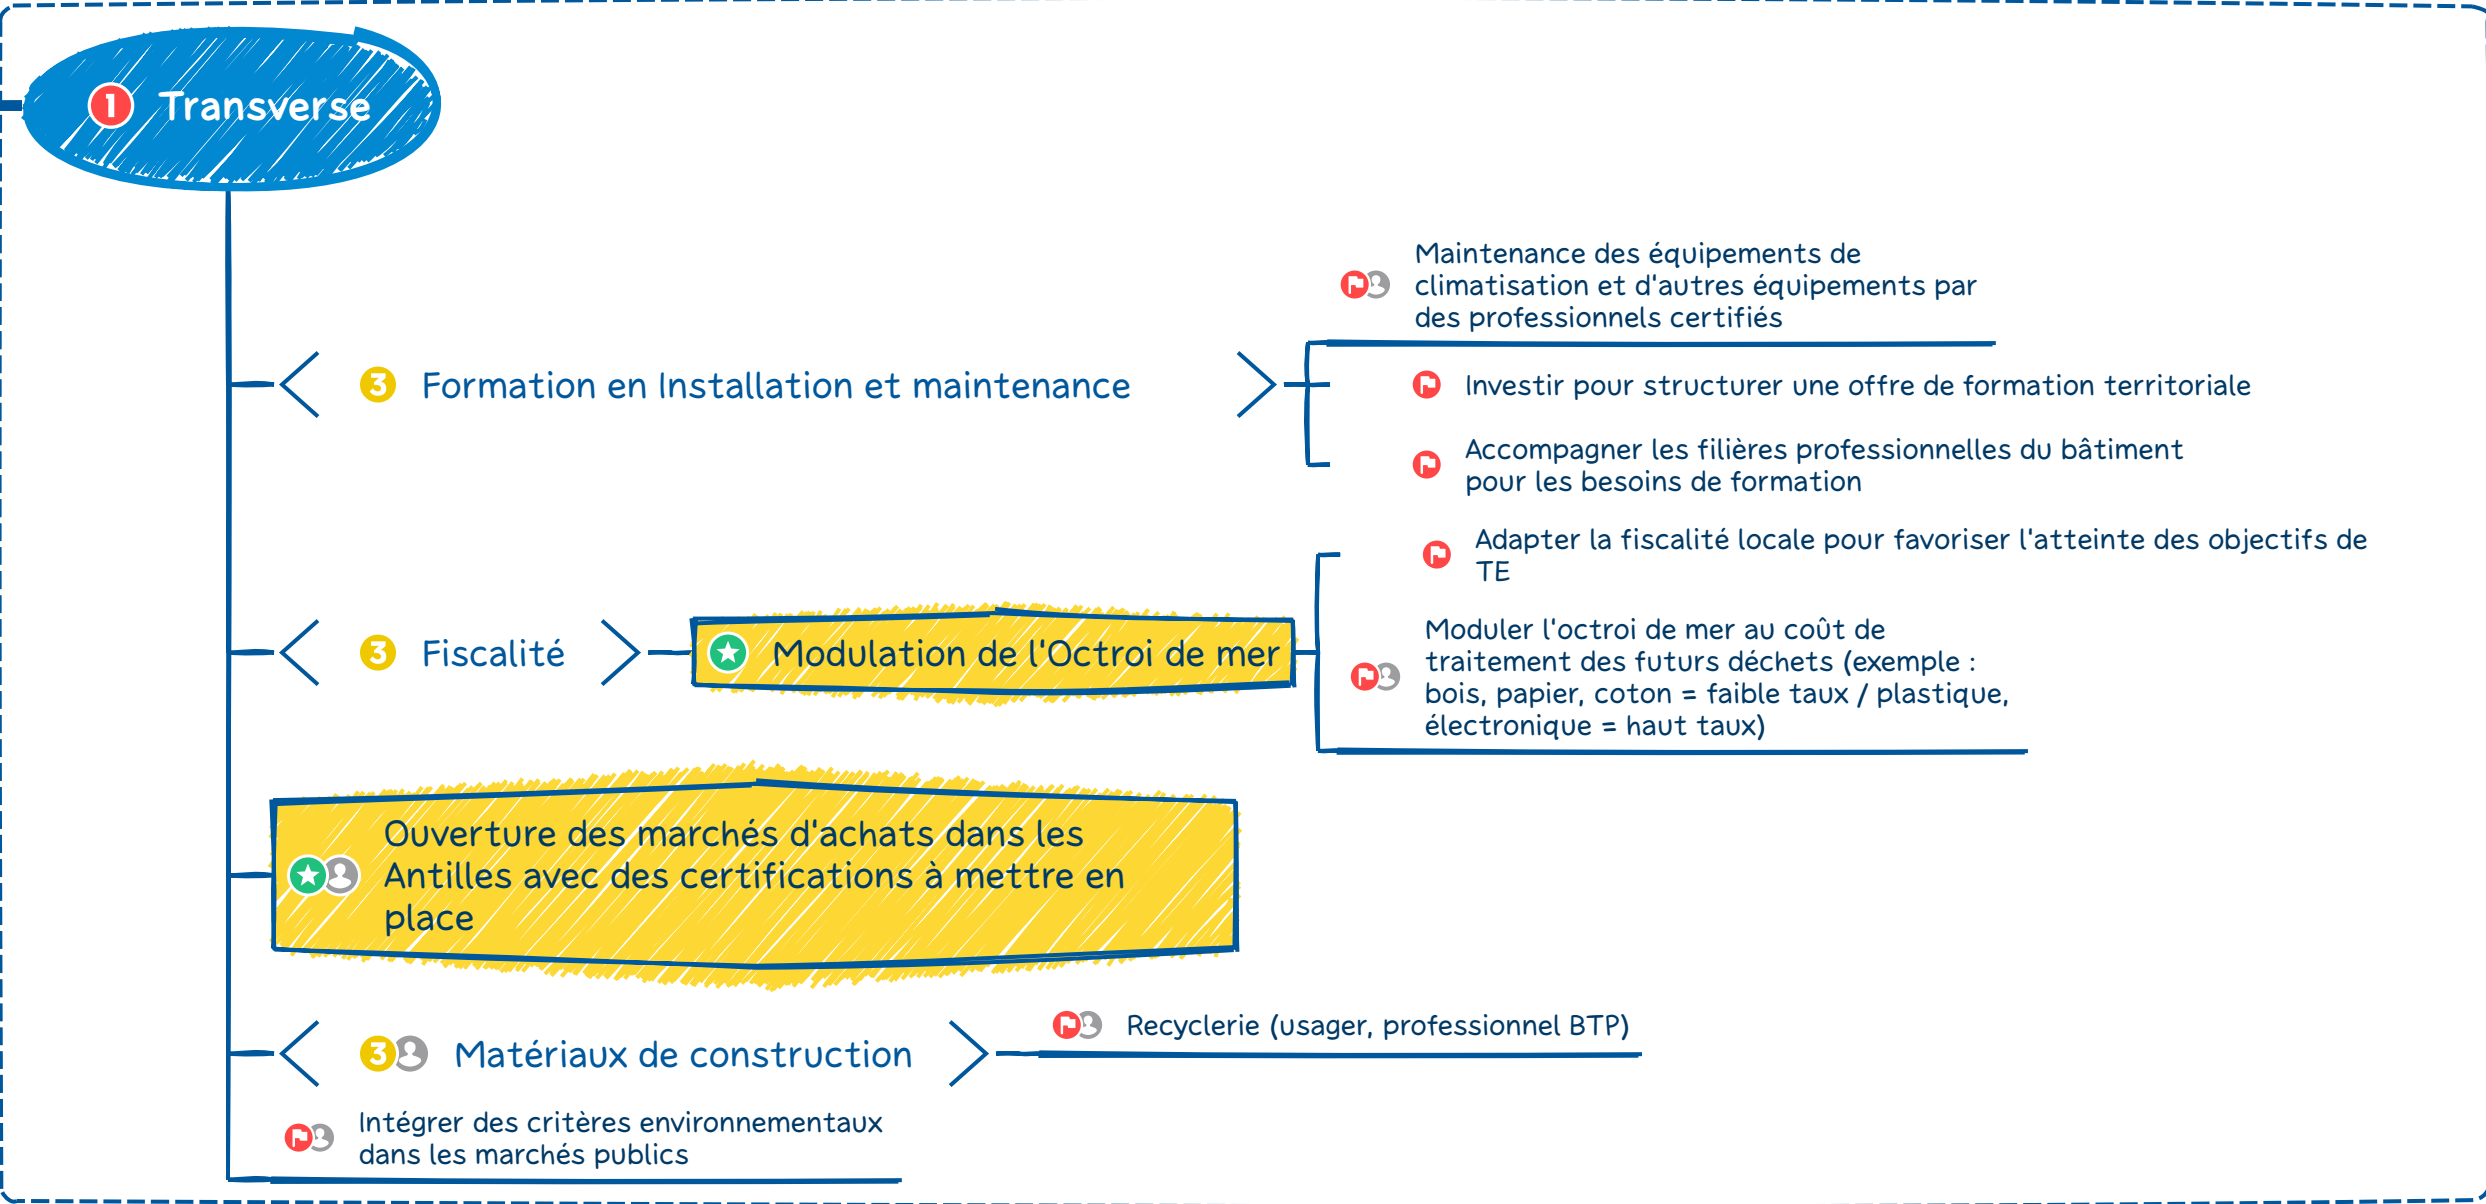 1 Transverse
Maintenance des équipements de
climatisation et d'autres équipements par
des professionnels certifiés
3 Formation en Installation et maintenance
Investir pour structurer une offre de formation territoriale
Accompagner les filières professionnelles du bâtiment
pour les besoins de formation
Adapter la fiscalité locale pour favoriser l'atteinte des objectifs de
TE
3 Fiscalité
Modulation de l'Octroi de mer
Moduler l'octroi de mer au coût de
traitement des futurs déchets (exemple :
bois, papier, coton = faible taux / plastique,
électronique = haut taux)
Ouverture des marchés d'achats dans les
Antilles avec des certifications à mettre en
place
3 Matériaux de construction
Recyclerie (usager, professionnel BTP)
Intégrer des critères environnementaux
dans les marchés publics